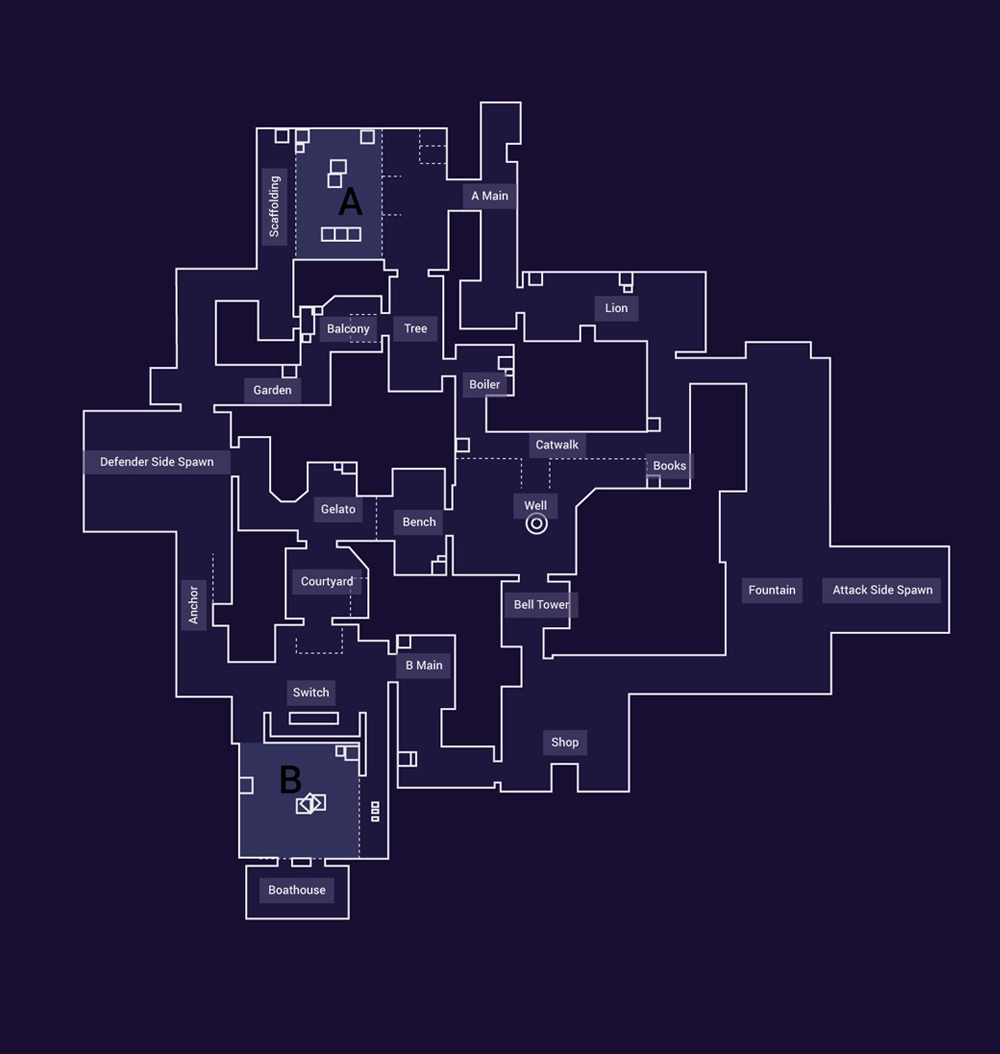 A Main
Scaffolding
A
Lion
Balcony
Tree
Boiler
Garden
Catwalk
Defender Side Spawn
Books
Gelato
Well
Bench
Courtyard
Fountain
Attack Side Spawn
Anchor
Bell Tower
B Main
Switch
Shop
B
Boathouse